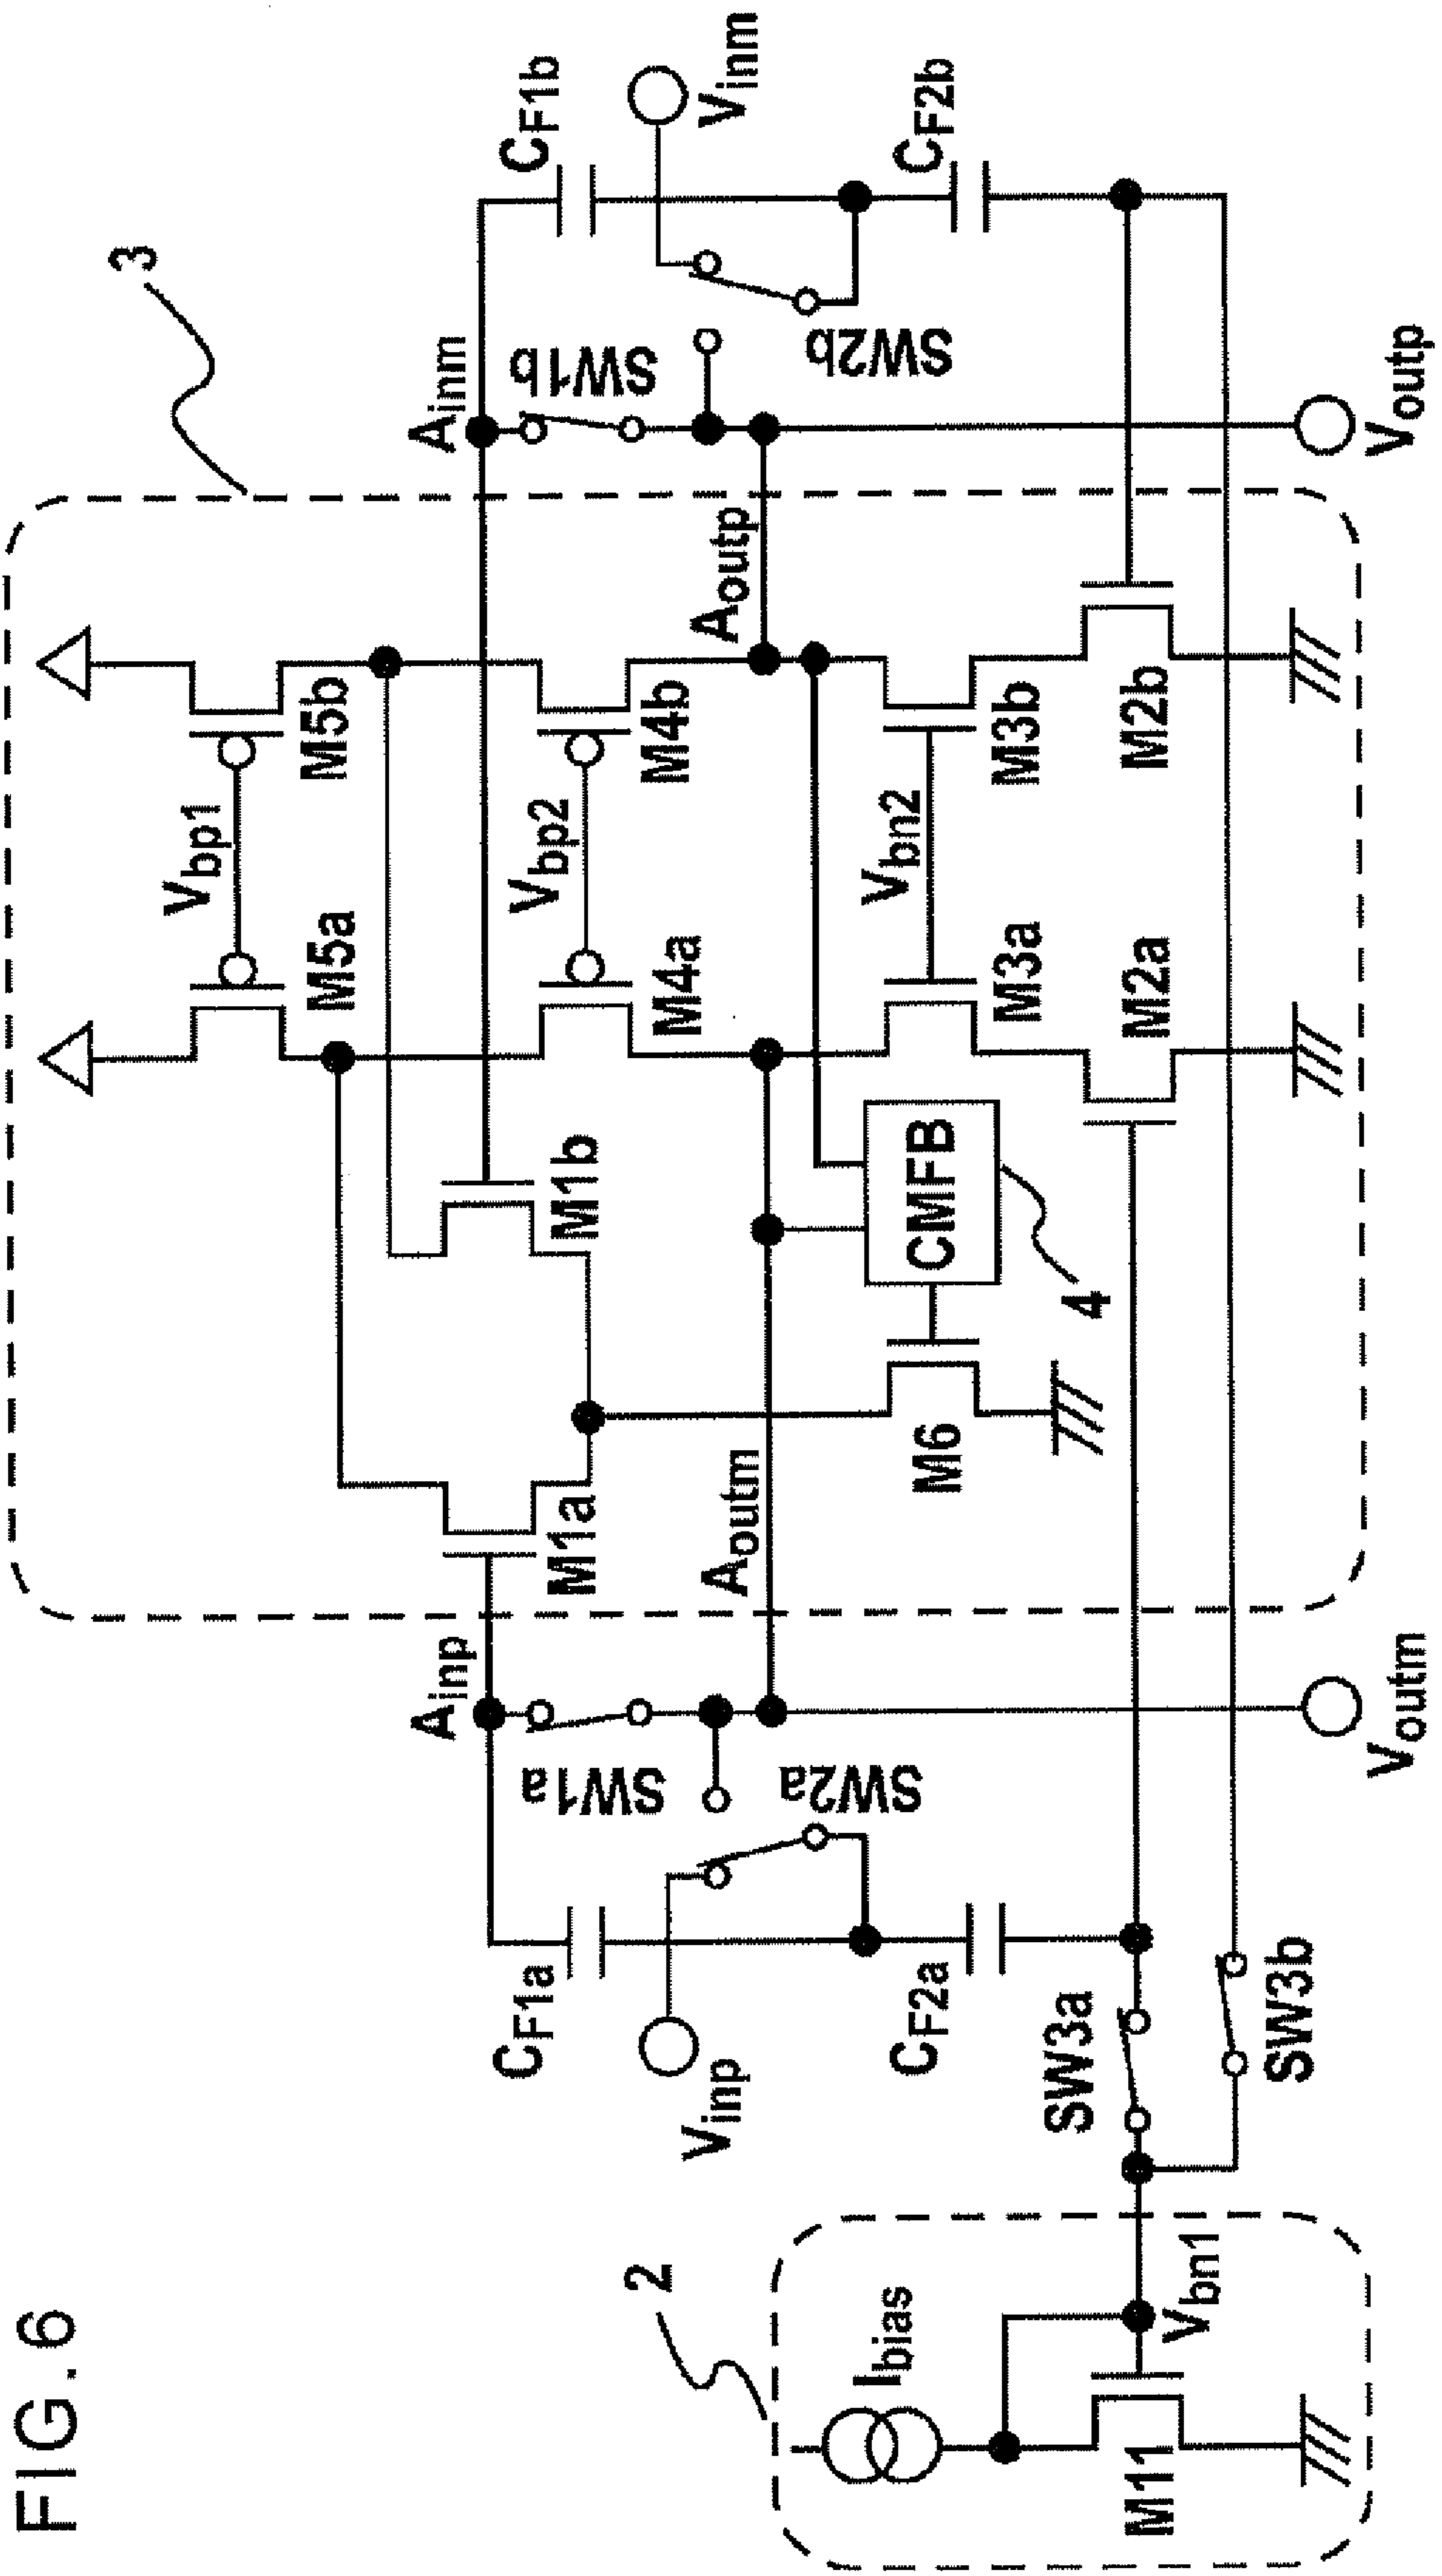 FIG.6
3
Vbp1
M5a
M5b
Ainp
Ainm
CF1a
SW1a
M1a
M1b
Vbp2
M4a
M4b
SW1b
CF1b
Vinp
Vinm
2
Aoutm
Aoutp
SW2a
SW2b
Ibias
CF2a
M6
CMFB
Vbn2
M3a
M3b
CF2b
4
SW3a
M11
Vbn1
M2a
M2b
SW3b
Voutm
Voutp